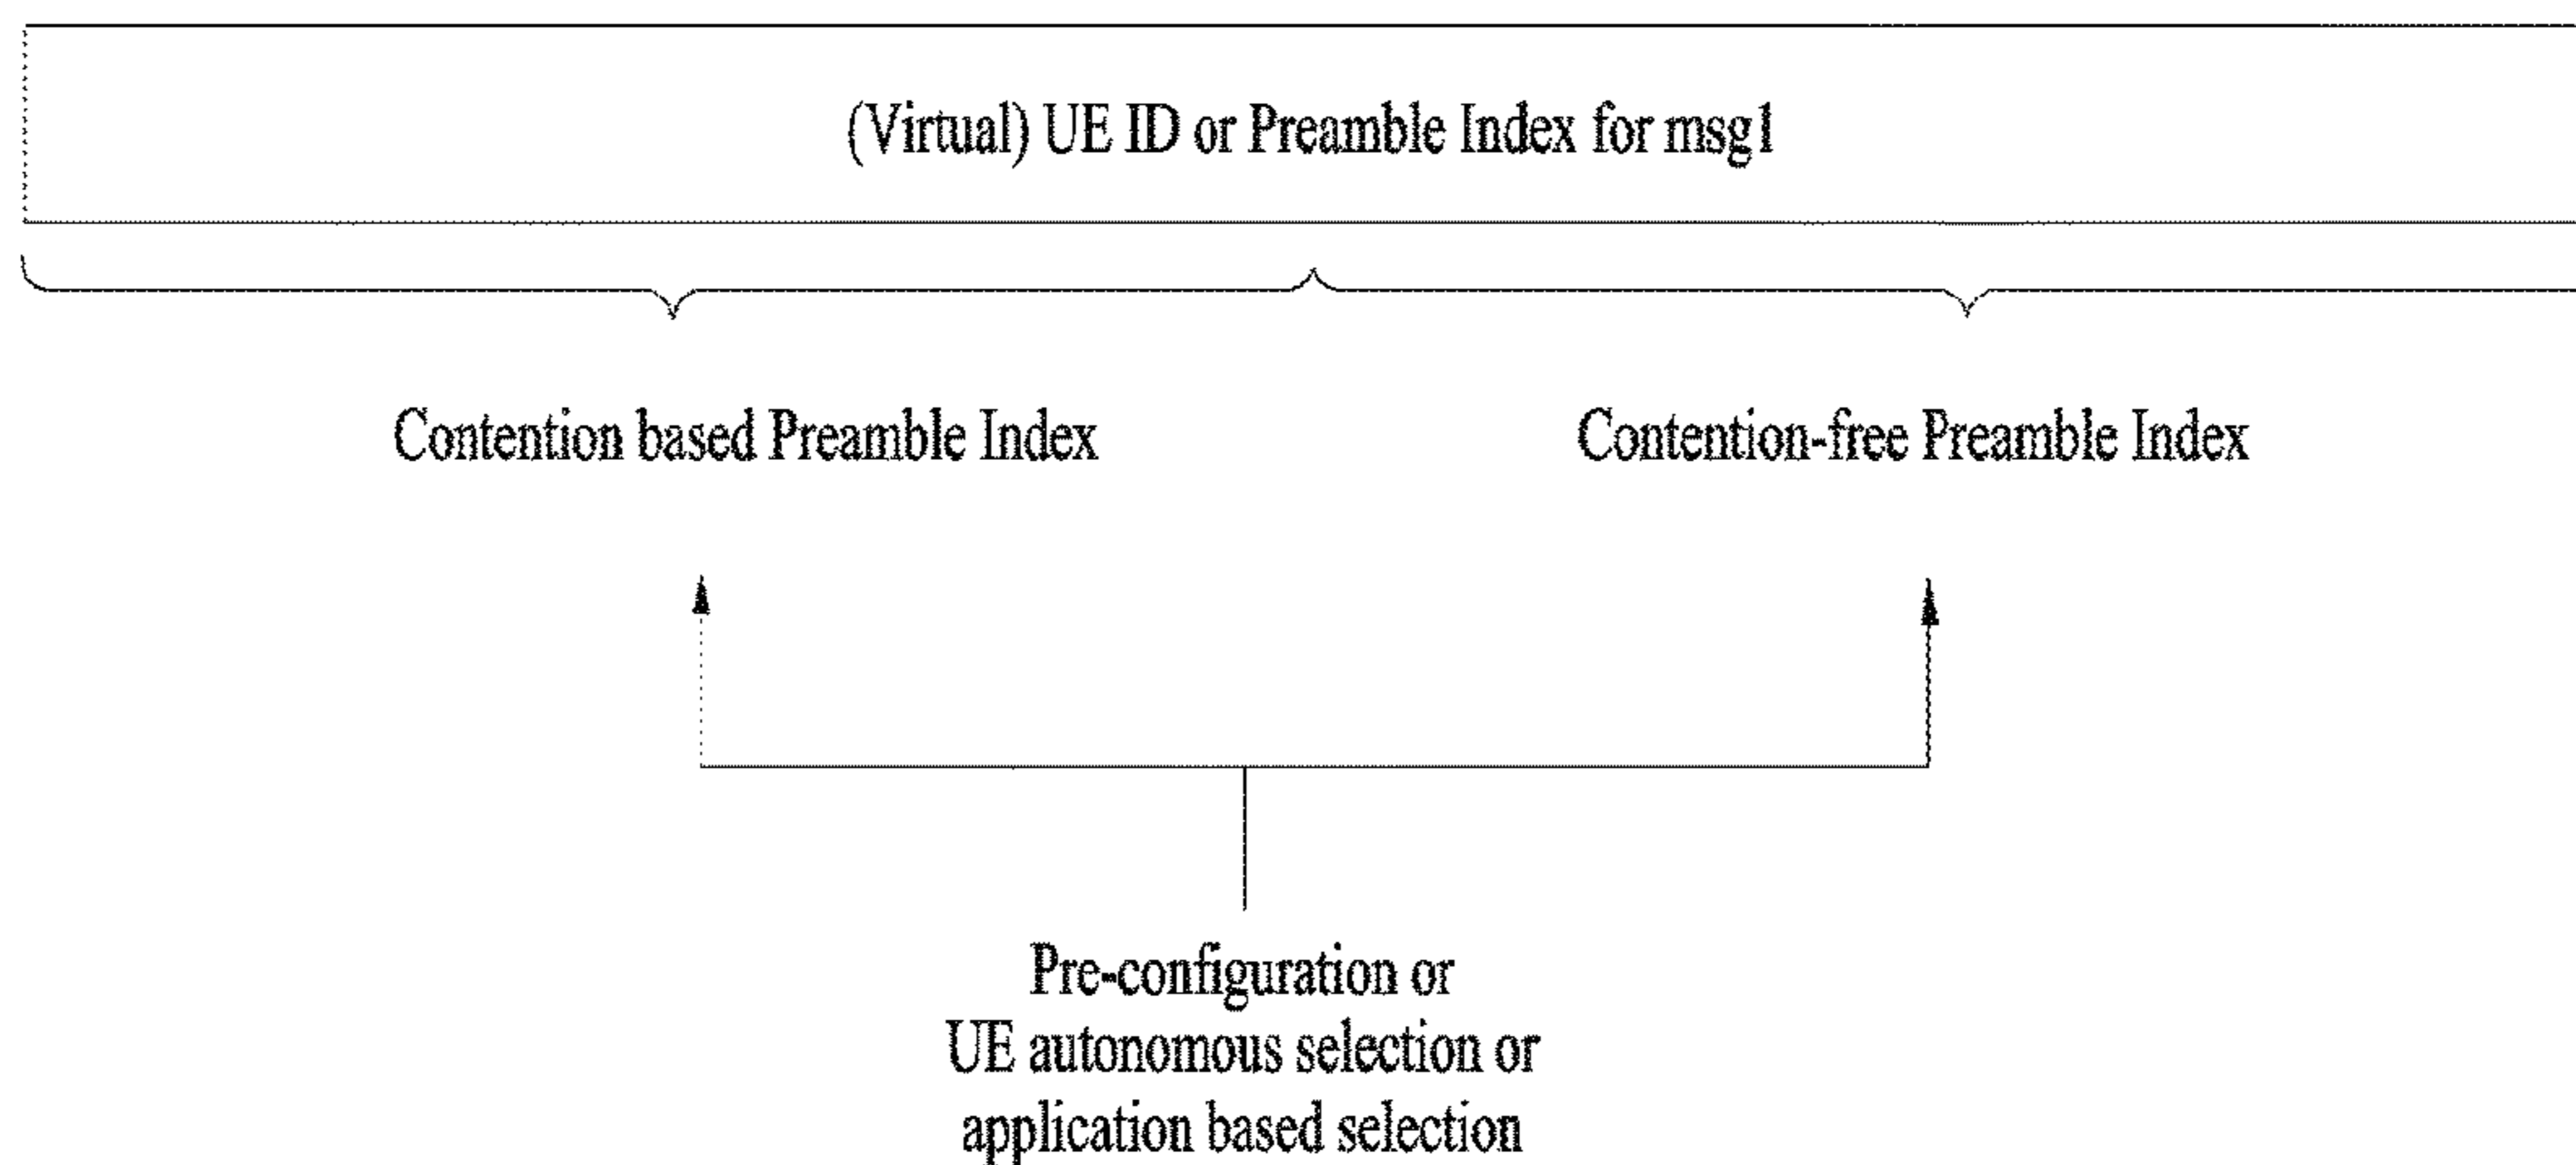 (Virtual) UE ID or Preamble Index for msg1
Contention based Preamble Index
Contention-free Preamble Index
Pre-configuration or
UE autonomous selection or
application based selection